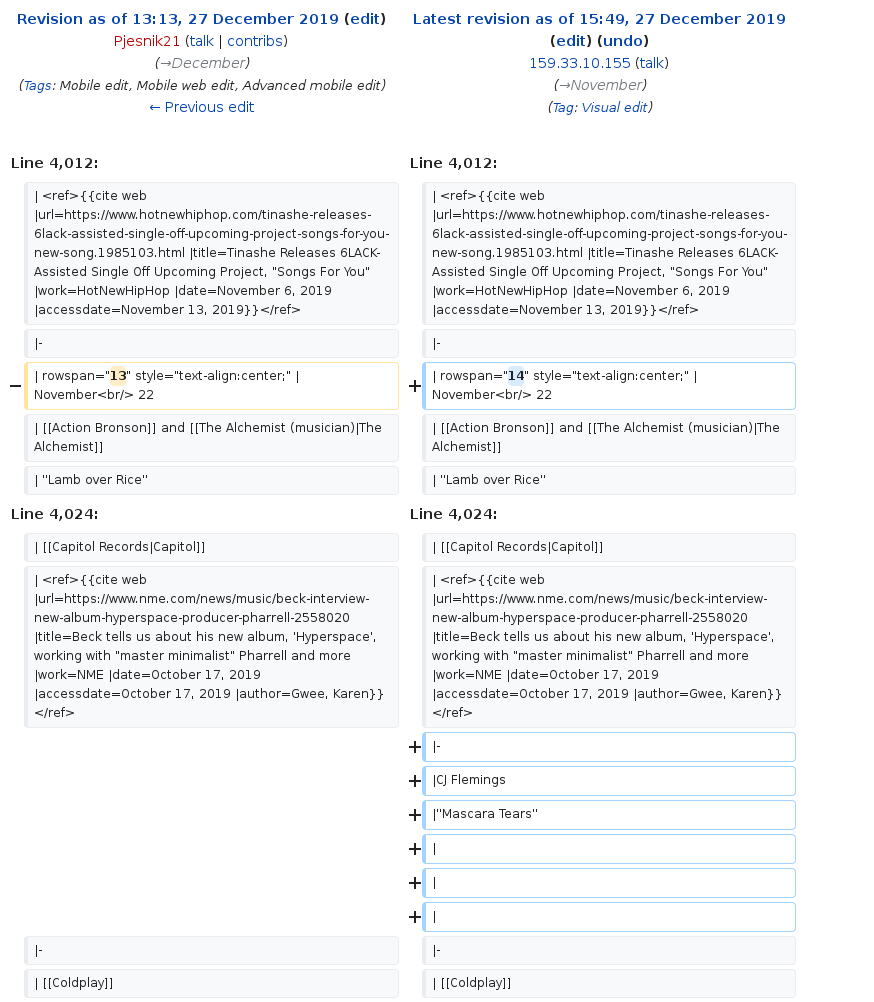 Revision as of 13:13, 27 December 2019 (edit)
Pjesnik21 (talk | contribs)
(→December)
(Tags: Mobile edit, Mobile web edit, Advanced mobile edit)
← Previous edit
Latest revision as of 15:49, 27 December 2019
(edit) (undo)
159.33.10.155 (talk)
(→November)
(Tag: Visual edit)
Line 4,012:
Line 4,012:
| <ref>{{cite web
|url=https://www.hotnewhiphop.com/tinashe-releases-
6lack-assisted-single-off-upcoming-project-songs-for-you-
new-song.1985103.html |title=Tinashe Releases 6LACK-
Assisted Single Off Upcoming Project, "Songs For You"
|work=HotNewHipHop |date=November 6, 2019
|accessdate=November 13, 2019}}</ref>
| <ref>{{cite web
|url=https://www.hotnewhiphop.com/tinashe-releases-
6lack-assisted-single-off-upcoming-project-songs-for-you-
new-song.1985103.html |title=Tinashe Releases 6LACK-
Assisted Single Off Upcoming Project, "Songs For You"
|work=HotNewHipHop |date=November 6, 2019
|accessdate=November 13, 2019}}</ref>
|-
|-
− | rowspan="13" style="text-align:center;" |
November<br/> 22
+ | rowspan="14" style="text-align:center;" |
November<br/> 22
| [[Action Bronson]] and [[The Alchemist (musician)|The
Alchemist]]
| [[Action Bronson]] and [[The Alchemist (musician)|The
Alchemist]]
| ''Lamb over Rice''
| ''Lamb over Rice''
Line 4,024:
Line 4,024:
| [[Capitol Records|Capitol]]
| [[Capitol Records|Capitol]]
| <ref>{{cite web
|url=https://www.nme.com/news/music/beck-interview-
new-album-hyperspace-producer-pharrell-2558020
|title=Beck tells us about his new album, 'Hyperspace',
working with "master minimalist" Pharrell and more
|work=NME |date=October 17, 2019
|accessdate=October 17, 2019 |author=Gwee, Karen}}
</ref>
| <ref>{{cite web
|url=https://www.nme.com/news/music/beck-interview-
new-album-hyperspace-producer-pharrell-2558020
|title=Beck tells us about his new album, 'Hyperspace',
working with "master minimalist" Pharrell and more
|work=NME |date=October 17, 2019
|accessdate=October 17, 2019 |author=Gwee, Karen}}
</ref>
+ |-
+ |CJ Flemings
+ |''Mascara Tears''
+ |
+ |
+ |
|-
|-
| [[Coldplay]]
| [[Coldplay]]